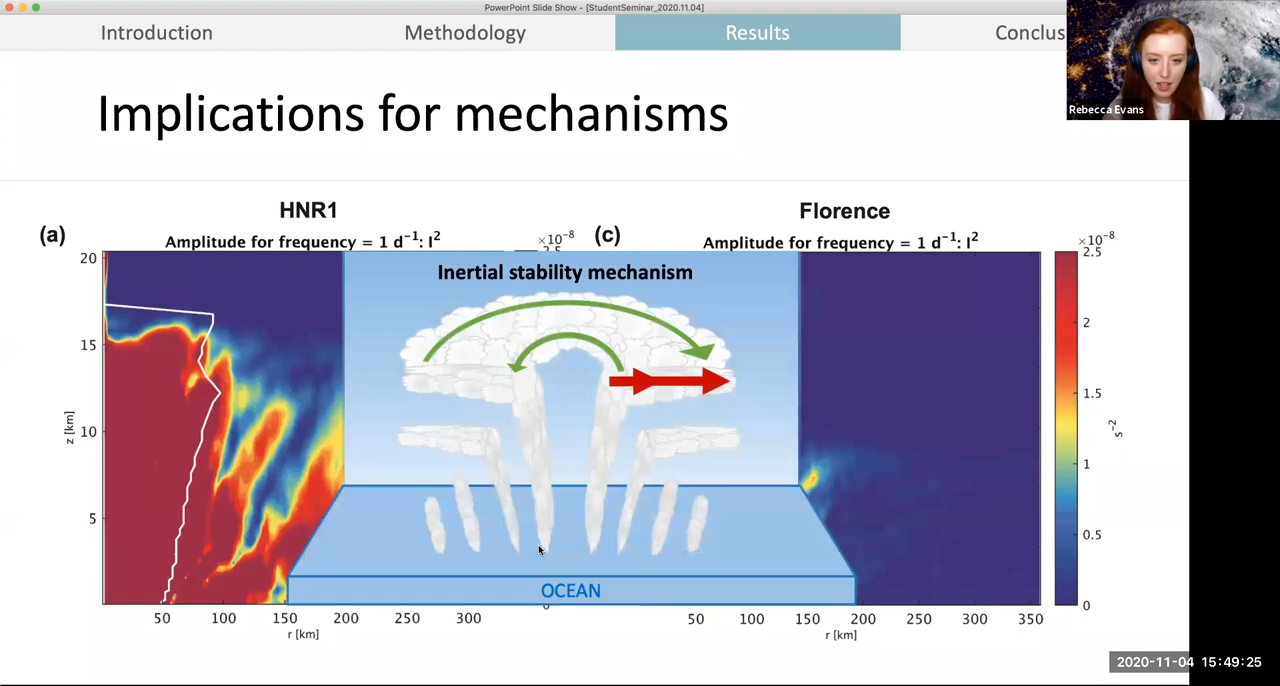 PowerPoint Slide Show - [StudentSeminar_2020.11.04]
Introduction
Methodology
Results
Conclus
Rebecca Evans
Implications for mechanisms
HNR1
Florence
(a)
Amplitude for frequency = 1 d⁻¹: I²
×10⁻⁸
(c)
Amplitude for frequency = 1 d⁻¹: I²
×10⁻⁸
20
15
10
5
z [km]
Inertial stability mechanism
OCEAN
2.5
2
1.5
1
0.5
0
s⁻²
50 100 150 200 250 300
r [km]
0
50 100 150 200 250 300 350
r [km]
2020-11-04 15:49:25